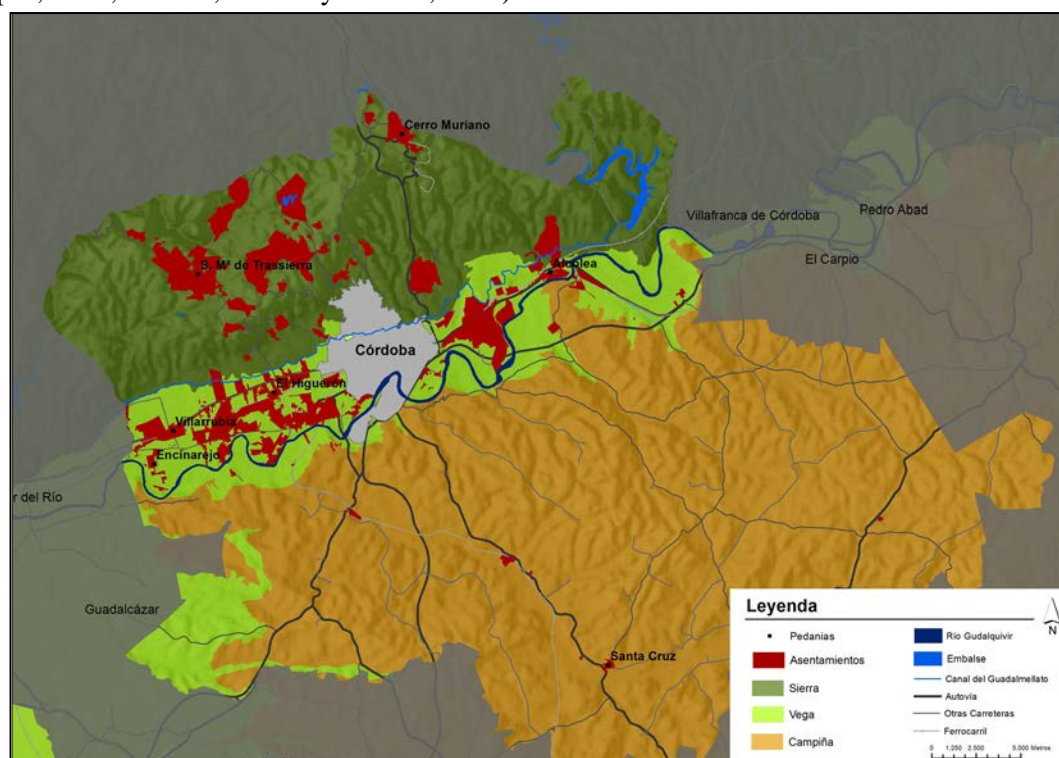 Cerro Muriano
Villafranca de Córdoba
Pedro Abad
El Carpio
S. Mª de Trassierra
Alcolea
Córdoba
El Higuerón
Villarrubia
Encinarejo
r del Río
Guadalcázar
Santa Cruz
Leyenda
N
Pedanias
Asentamientos
Sierra
Vega
Campiña
Río Gudalquivir
Embalse
Canal del Guadalmellato
Autovía
Otras Carreteras
Ferrocarril
0 1.250 2.500 5.000 Metros